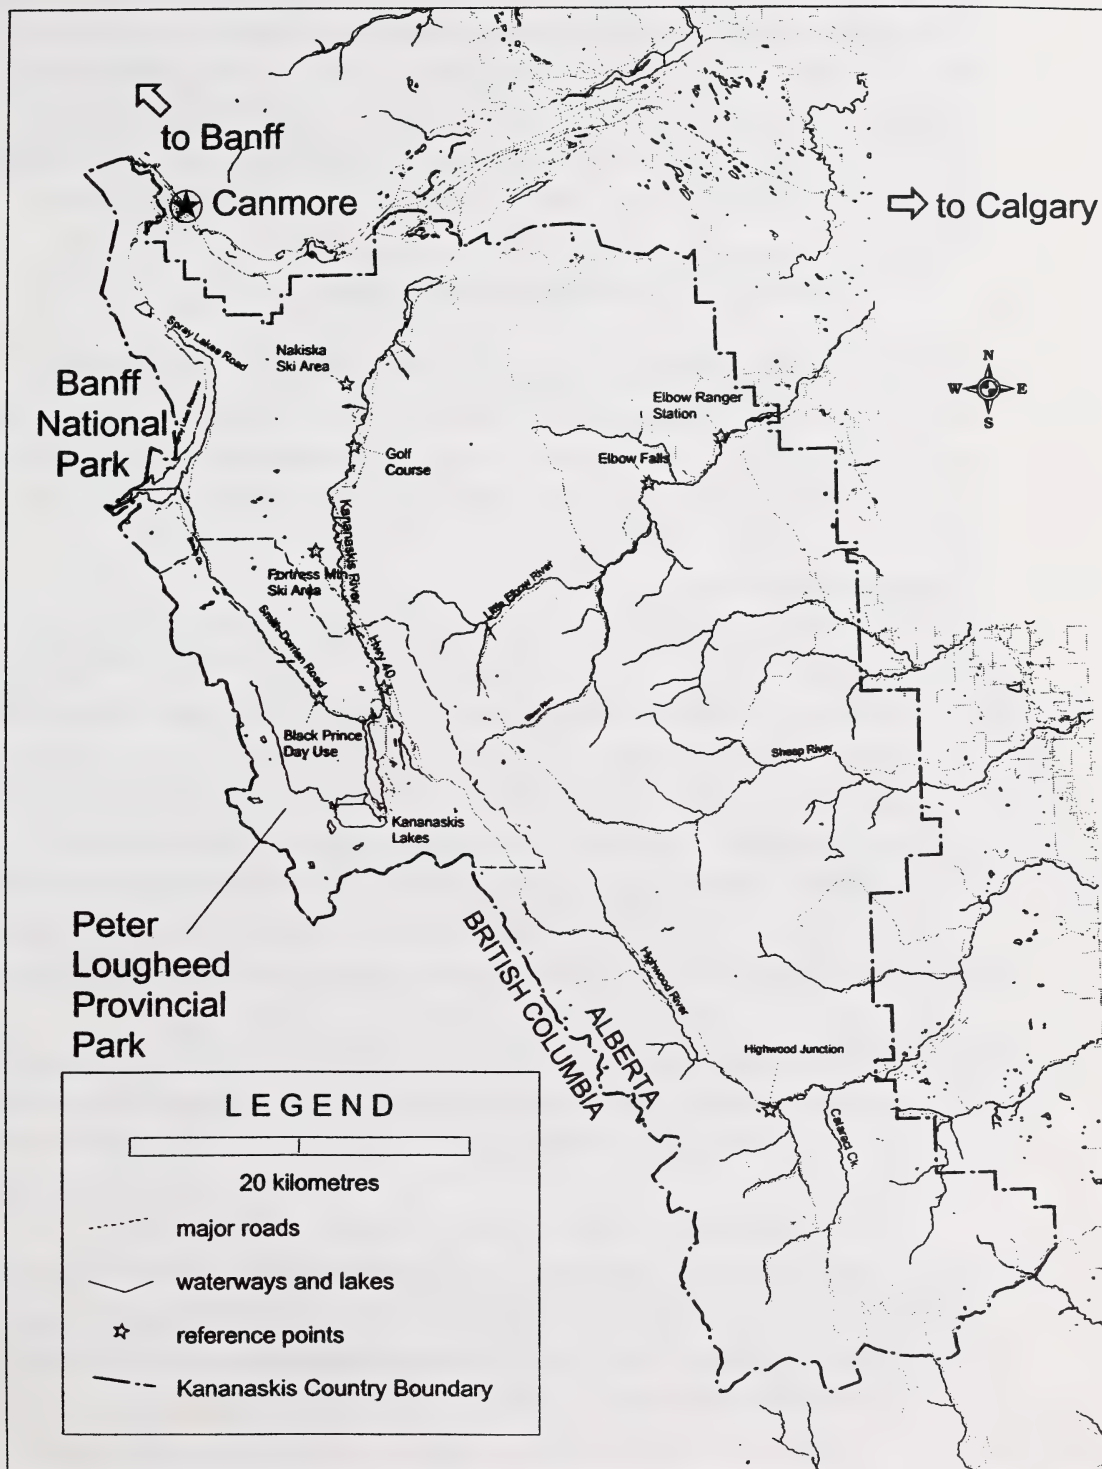 to Banff
Canmore
to Calgary
Spray Lakes Road
Nakiska
Ski Area
Banff
National
Park
N
W E
S
Elbow Ranger
Station
Golf
Course
Elbow Falls
Kananaskis River
Fortress Mtn
Ski Area
Little Elbow River
Smith-Dorrien Road
Hwy 40
Black Prince
Day Use
Sheep River
Kananaskis
Lakes
Peter
Lougheed
Provincial
Park
BRITISH COLUMBIA
ALBERTA
Highwood River
Highwood Junction
Cataract Ck.
LEGEND
20 kilometres
major roads
waterways and lakes
reference points
Kananaskis Country Boundary